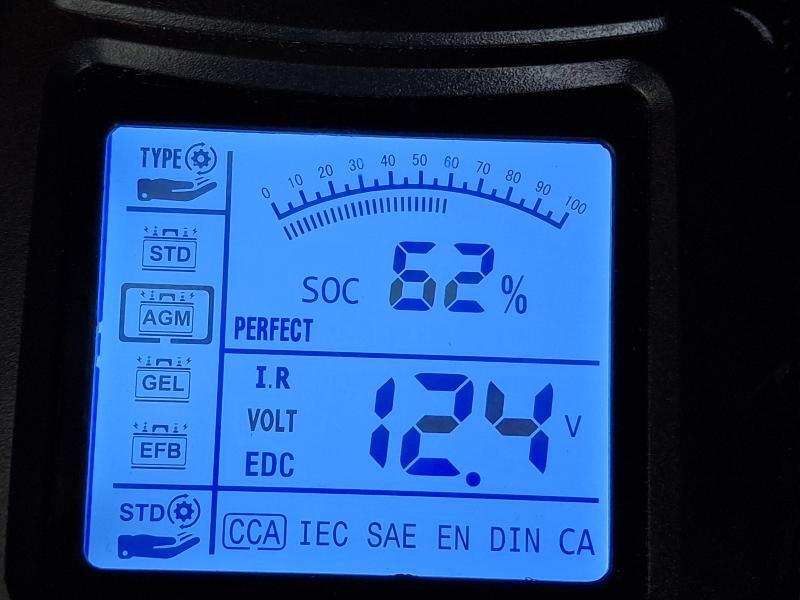 TYPE
0 10 20 30 40 50 60 70 80 90 100
STD
SOC 62 %
AGM
PERFECT
GEL
I.R
VOLT 12.4 V
EFB
EDC
STD
CCA IEC SAE EN DIN CA